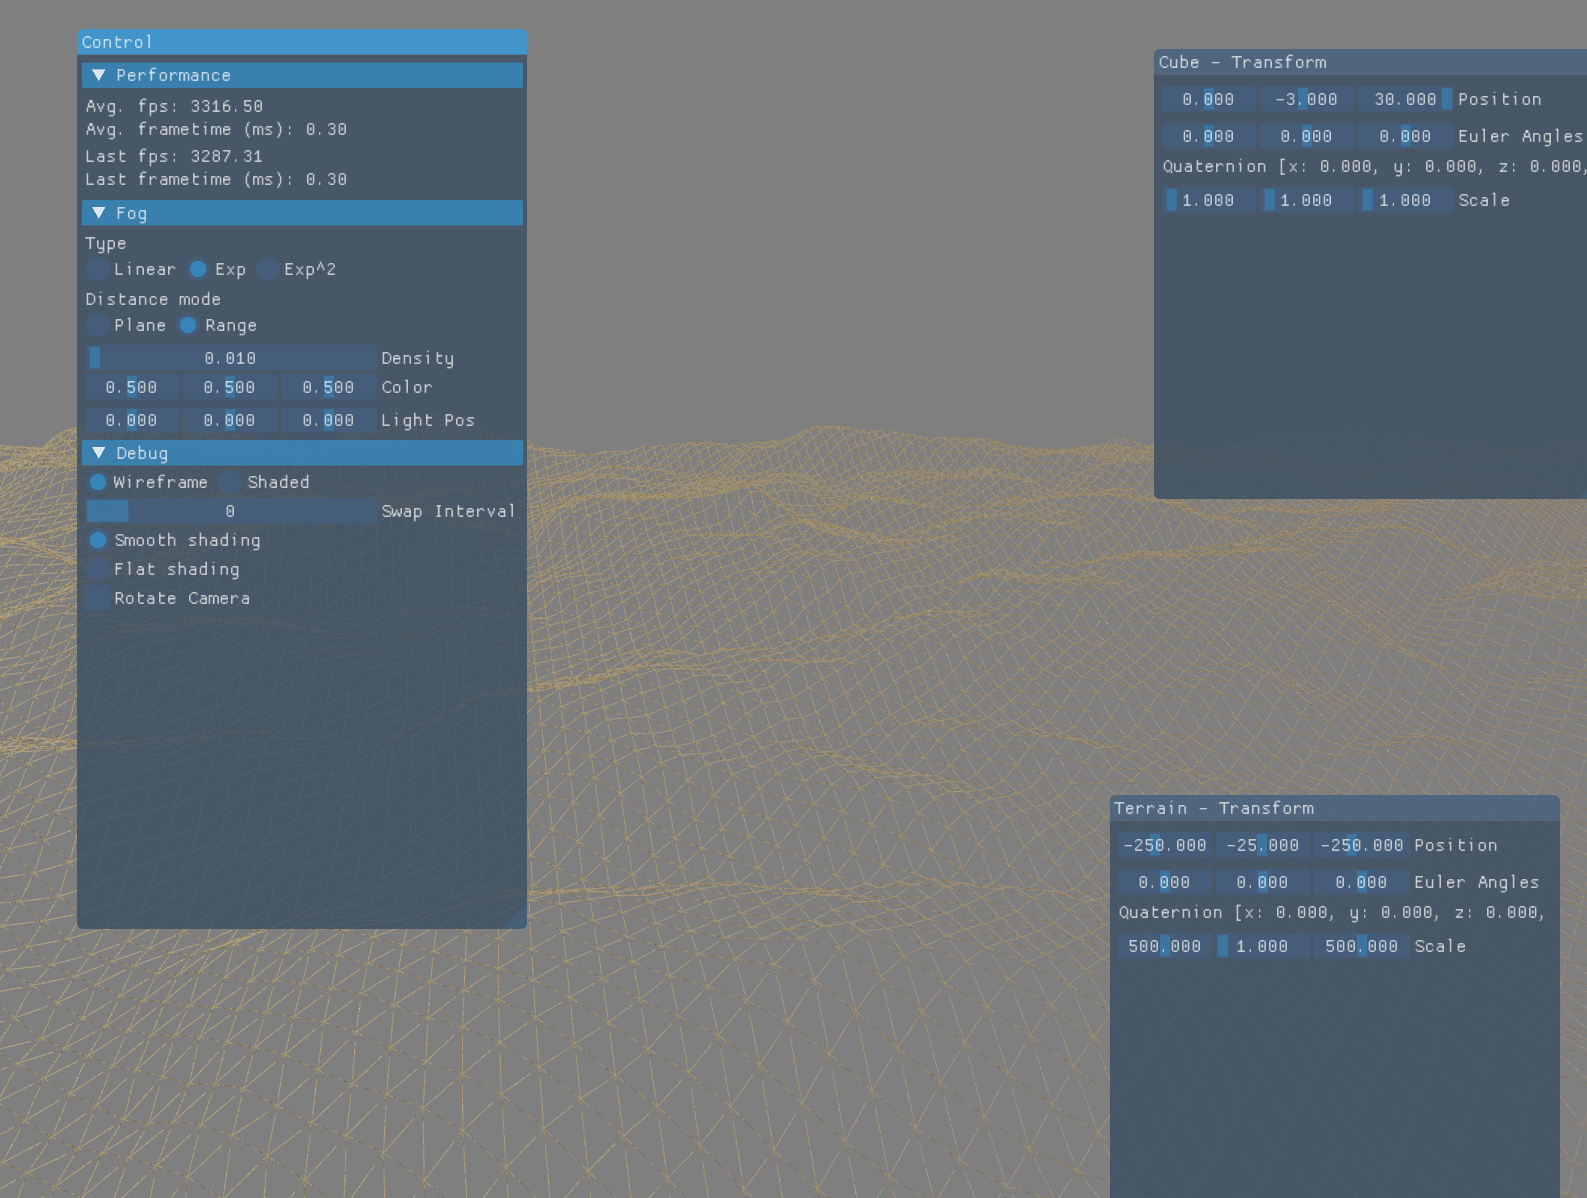 Control
Performance
Avg. fps: 3316.50
Avg. frametime (ms): 0.30
Last fps: 3287.31
Last frametime (ms): 0.30
Fog
Type
Linear Exp Exp^2
Distance mode
Plane Range
0.010 Density
0.500 0.500 0.500 Color
0.000 0.000 0.000 Light Pos
Debug
Wireframe Shaded
0 Swap Interval
Smooth shading
Flat shading
Rotate Camera
Cube - Transform
0.000 -3.000 30.000 Position
0.000 0.000 0.000 Euler Angles
Quaternion [x: 0.000, y: 0.000, z: 0.000,
1.000 1.000 1.000 Scale
Terrain - Transform
-250.000 -25.000 -250.000 Position
0.000 0.000 0.000 Euler Angles
Quaternion [x: 0.000, y: 0.000, z: 0.000,
500.000 1.000 500.000 Scale